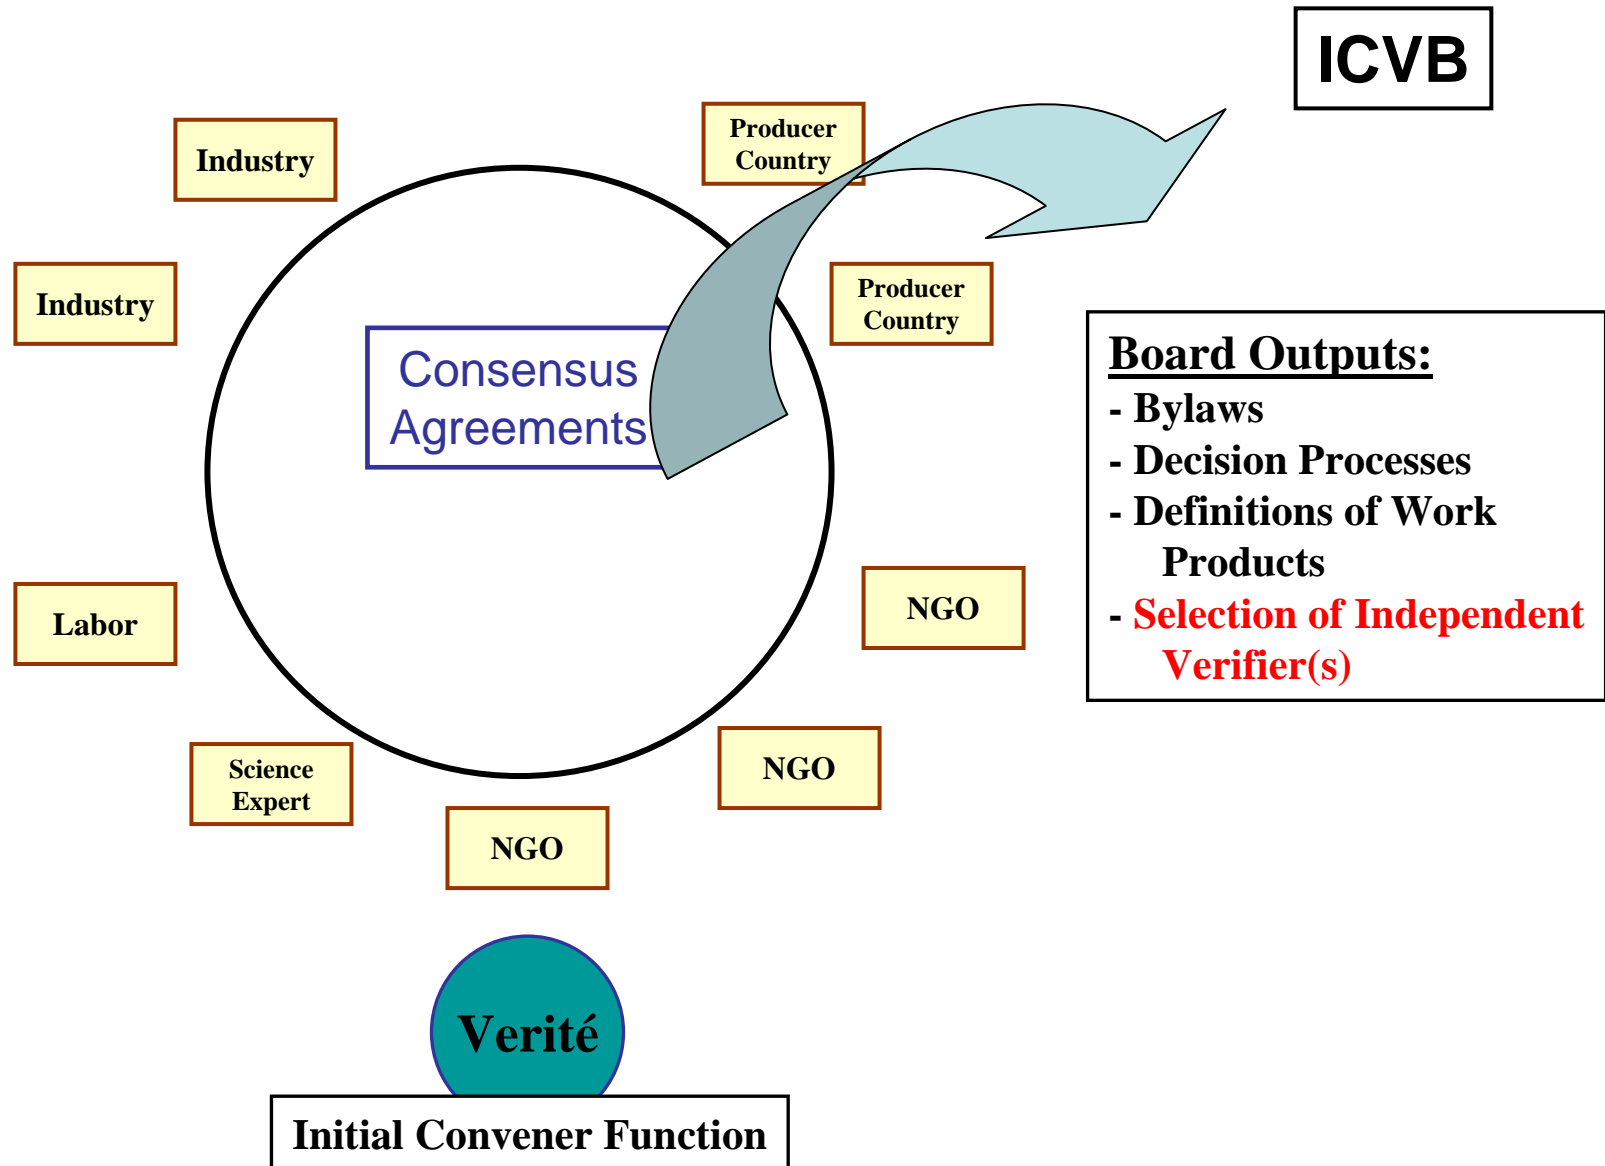 ICVB
Industry
Producer
Country
Industry
Producer
Country
Consensus
Agreements
Board Outputs:
- Bylaws
- Decision Processes
- Definitions of Work
Products
- Selection of Independent
Verifier(s)
Labor
NGO
Science
Expert
NGO
NGO
Verité
Initial Convener Function